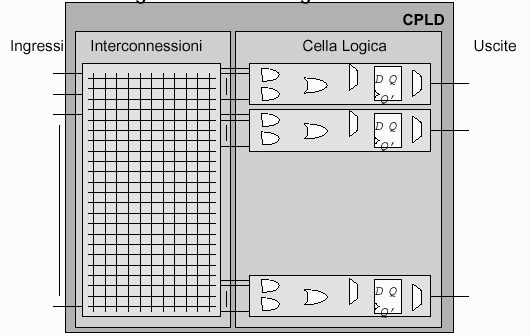 CPLD
Ingressi Interconnessioni Cella Logica Uscite
D Q
Q'
D Q
Q'
D Q
Q'